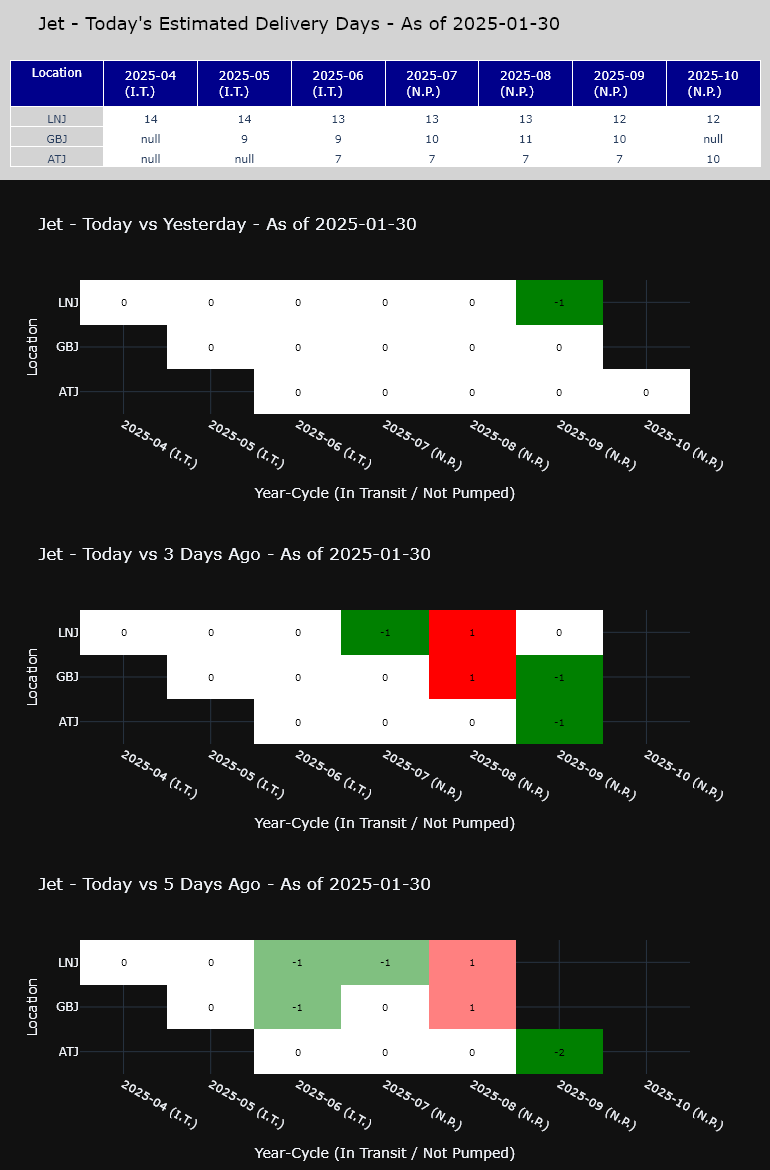 Jet - Today's Estimated Delivery Days - As of 2025-01-30
Location 2025-04 2025-05 2025-06 2025-07 2025-08 2025-09 2025-10
(I.T.) (I.T.) (I.T.) (N.P.) (N.P.) (N.P.) (N.P.)
LNJ 14 14 13 13 13 12 12
GBJ null 9 9 10 11 10 null
ATJ null null 7 7 7 7 10
Jet - Today vs Yesterday - As of 2025-01-30
Location
LNJ 0 0 0 0 0 -1
GBJ 0 0 0 0 0
ATJ 0 0 0 0 0
2025-04 (I.T.) 2025-05 (I.T.) 2025-06 (I.T.) 2025-07 (N.P.) 2025-08 (N.P.) 2025-09 (N.P.) 2025-10 (N.P.)
Year-Cycle (In Transit / Not Pumped)
Jet - Today vs 3 Days Ago - As of 2025-01-30
Location
LNJ 0 0 0 -1 1 0
GBJ 0 0 0 1 -1
ATJ 0 0 0 -1
2025-04 (I.T.) 2025-05 (I.T.) 2025-06 (I.T.) 2025-07 (N.P.) 2025-08 (N.P.) 2025-09 (N.P.) 2025-10 (N.P.)
Year-Cycle (In Transit / Not Pumped)
Jet - Today vs 5 Days Ago - As of 2025-01-30
Location
LNJ 0 0 -1 -1 1
GBJ 0 -1 0 1
ATJ 0 0 0 -2
2025-04 (I.T.) 2025-05 (I.T.) 2025-06 (I.T.) 2025-07 (N.P.) 2025-08 (N.P.) 2025-09 (N.P.) 2025-10 (N.P.)
Year-Cycle (In Transit / Not Pumped)